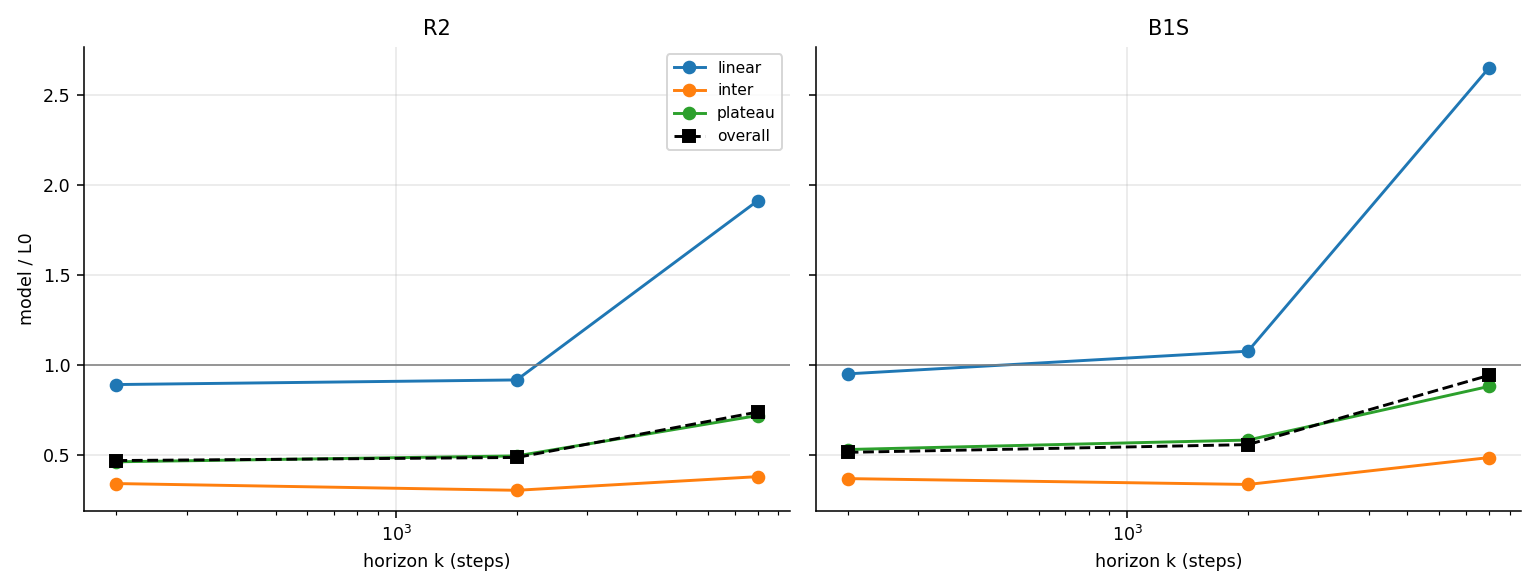 R2
B1S
linear
inter
plateau
overall
model / L0
2.5
2.0
1.5
1.0
0.5
10³
10³
horizon k (steps)
horizon k (steps)